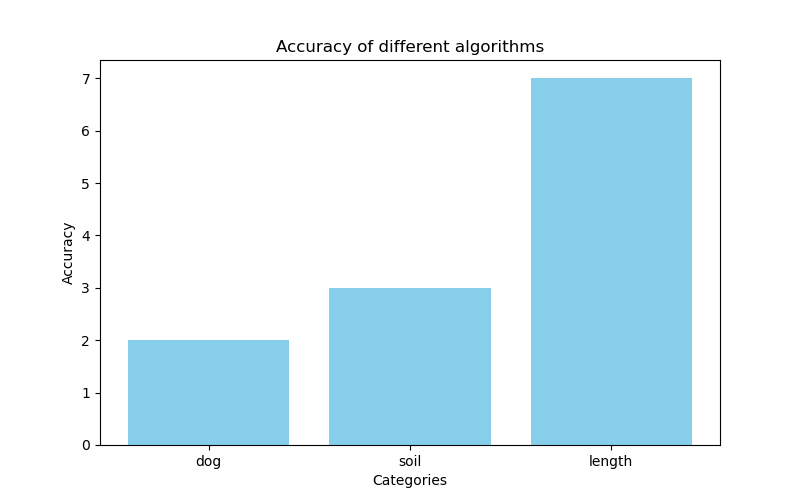 Accuracy of different algorithms
7
6
5
4
3
2
1
0
Accuracy
dog soil length
Categories